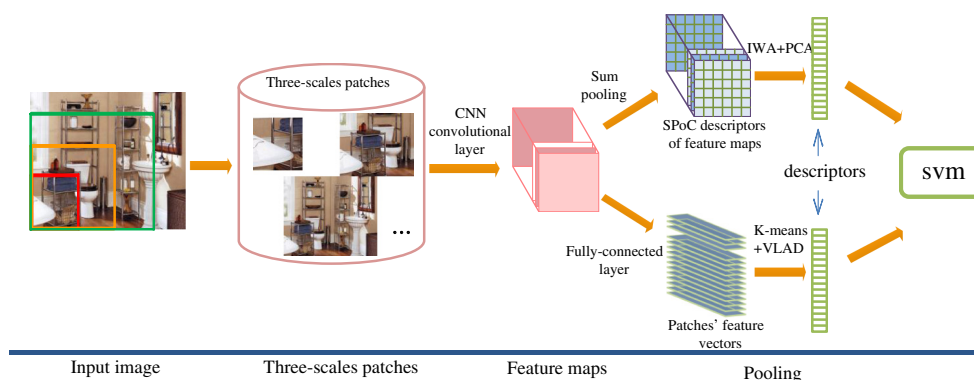 Three-scales patches
...
CNN
convolutional
layer
Sum
pooling
IWA+PCA
SPoC descriptors
of feature maps
descriptors
svm
Fully-connected
layer
K-means
+VLAD
Patches' feature
vectors
Input image
Three-scales patches
Feature maps
Pooling